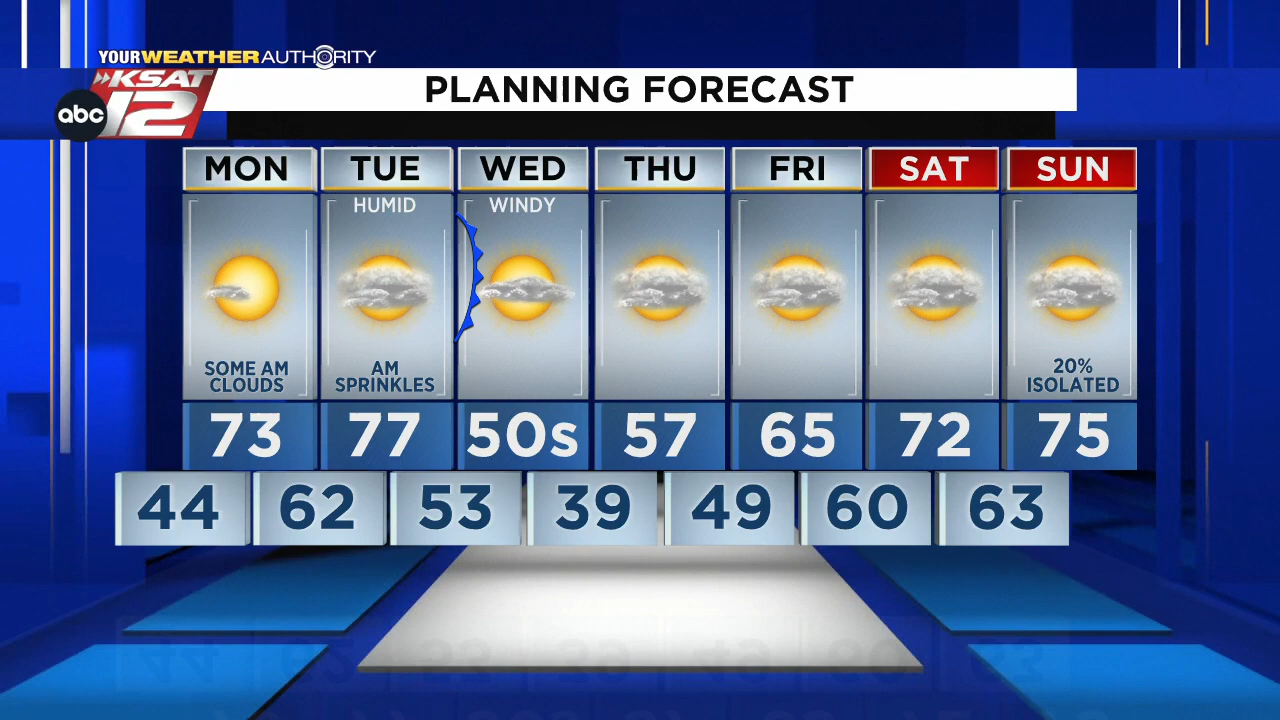 YOURWEATHERAUTHORITY
KSAT
abc 12
PLANNING FORECAST
MON TUE WED THU FRI SAT SUN
HUMID WINDY
SOME AM CLOUDS
AM SPRINKLES
20% ISOLATED
73 77 50s 57 65 72 75
44 62 53 39 49 60 63